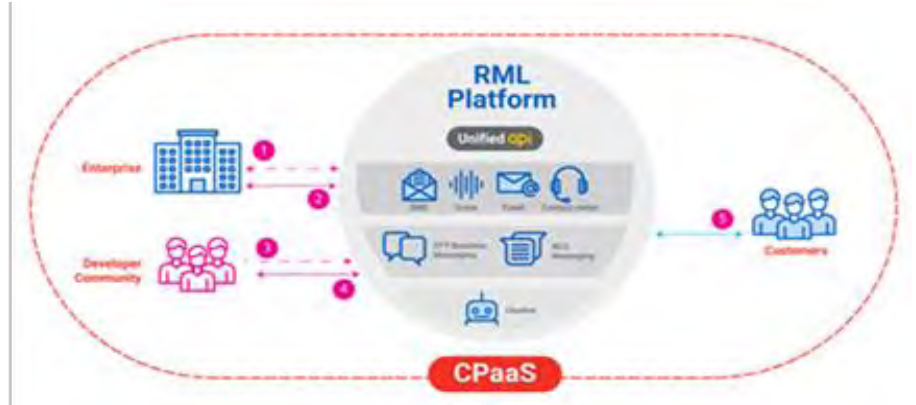 RML
Platform
Unified api
1
Enterprise
2
SMS
Voice
Email
Contact center
3
OTT Business
Messaging
RCS
Messaging
5
Customers
Developer
Community
4
Chatbot
CPaaS